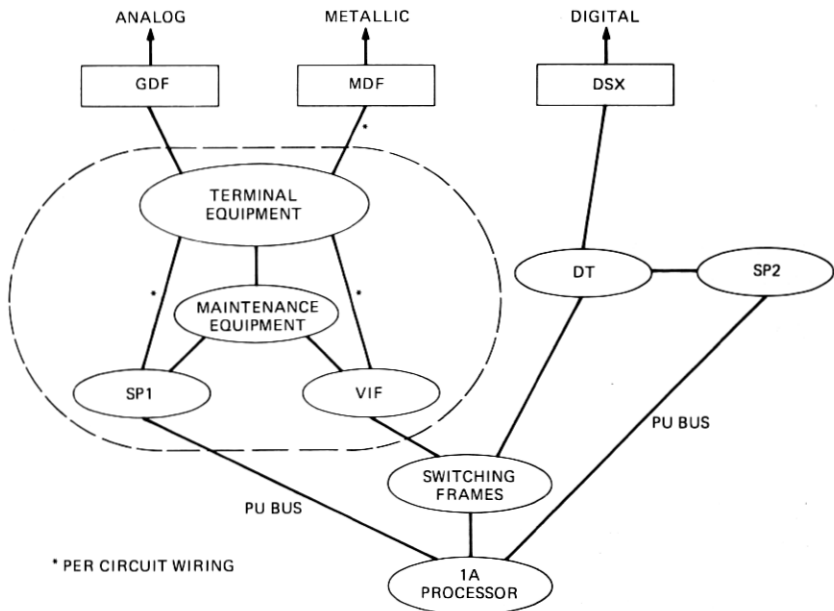 ANALOG
METALLIC
DIGITAL
GDF
MDF
DSX
*
TERMINAL
EQUIPMENT
DT
SP2
*
*
MAINTENANCE
EQUIPMENT
SP1
VIF
PU BUS
SWITCHING
FRAMES
PU BUS
* PER CIRCUIT WIRING
1A
PROCESSOR